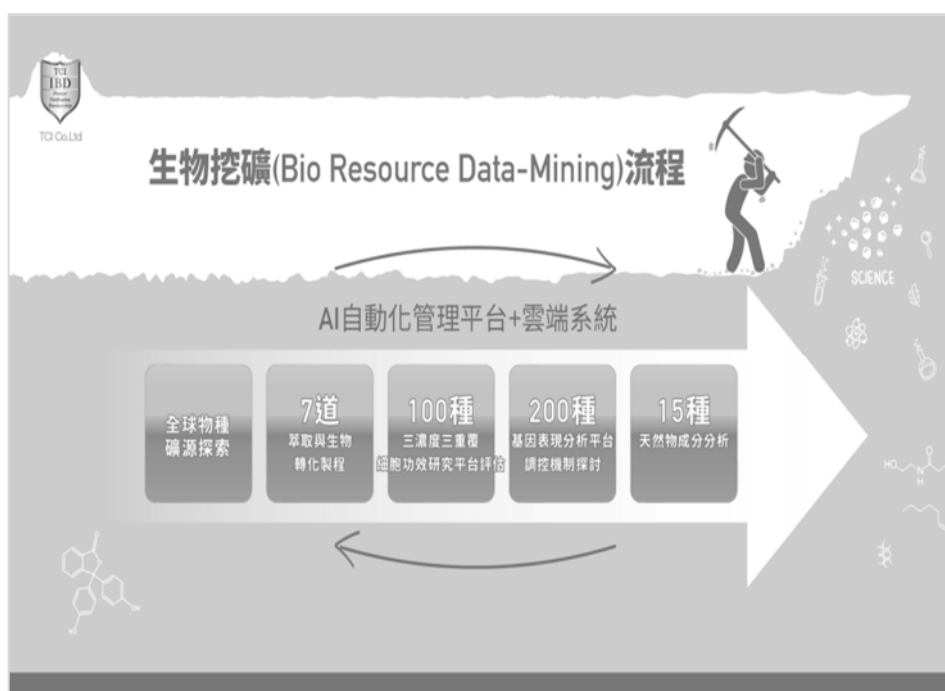 TCI
IBD
TCI Co.Ltd
生物挖礦(Bio Resource Data-Mining)流程
SCIENCE
AI自動化管理平台+雲端系統
全球物種
礦源探索
7道
萃取與生物
轉化製程
100種
三濃度三重覆
細胞功效研究平台評估
200種
基因表現分析平台
調控機制探討
15種
天然物成分分析
HO
O
N
H
O
O
OH
HO